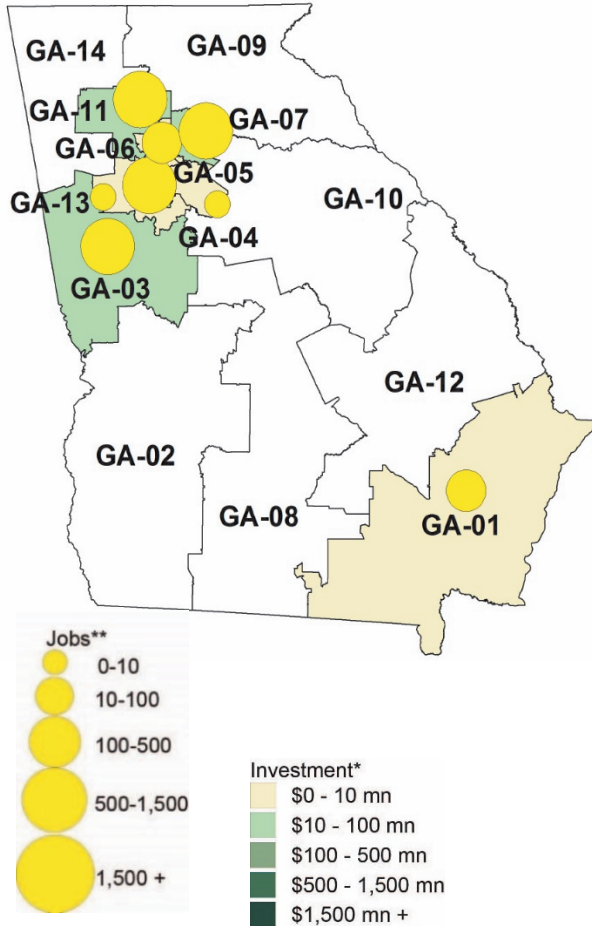 GA-14
GA-09
GA-11
GA-07
GA-06
GA-05
GA-13
GA-10
GA-04
GA-03
GA-12
GA-02
GA-08
GA-01
Jobs**
0-10
10-100
100-500
500-1,500
1,500 +
Investment*
$0 - 10 mn
$10 - 100 mn
$100 - 500 mn
$500 - 1,500 mn
$1,500 mn +